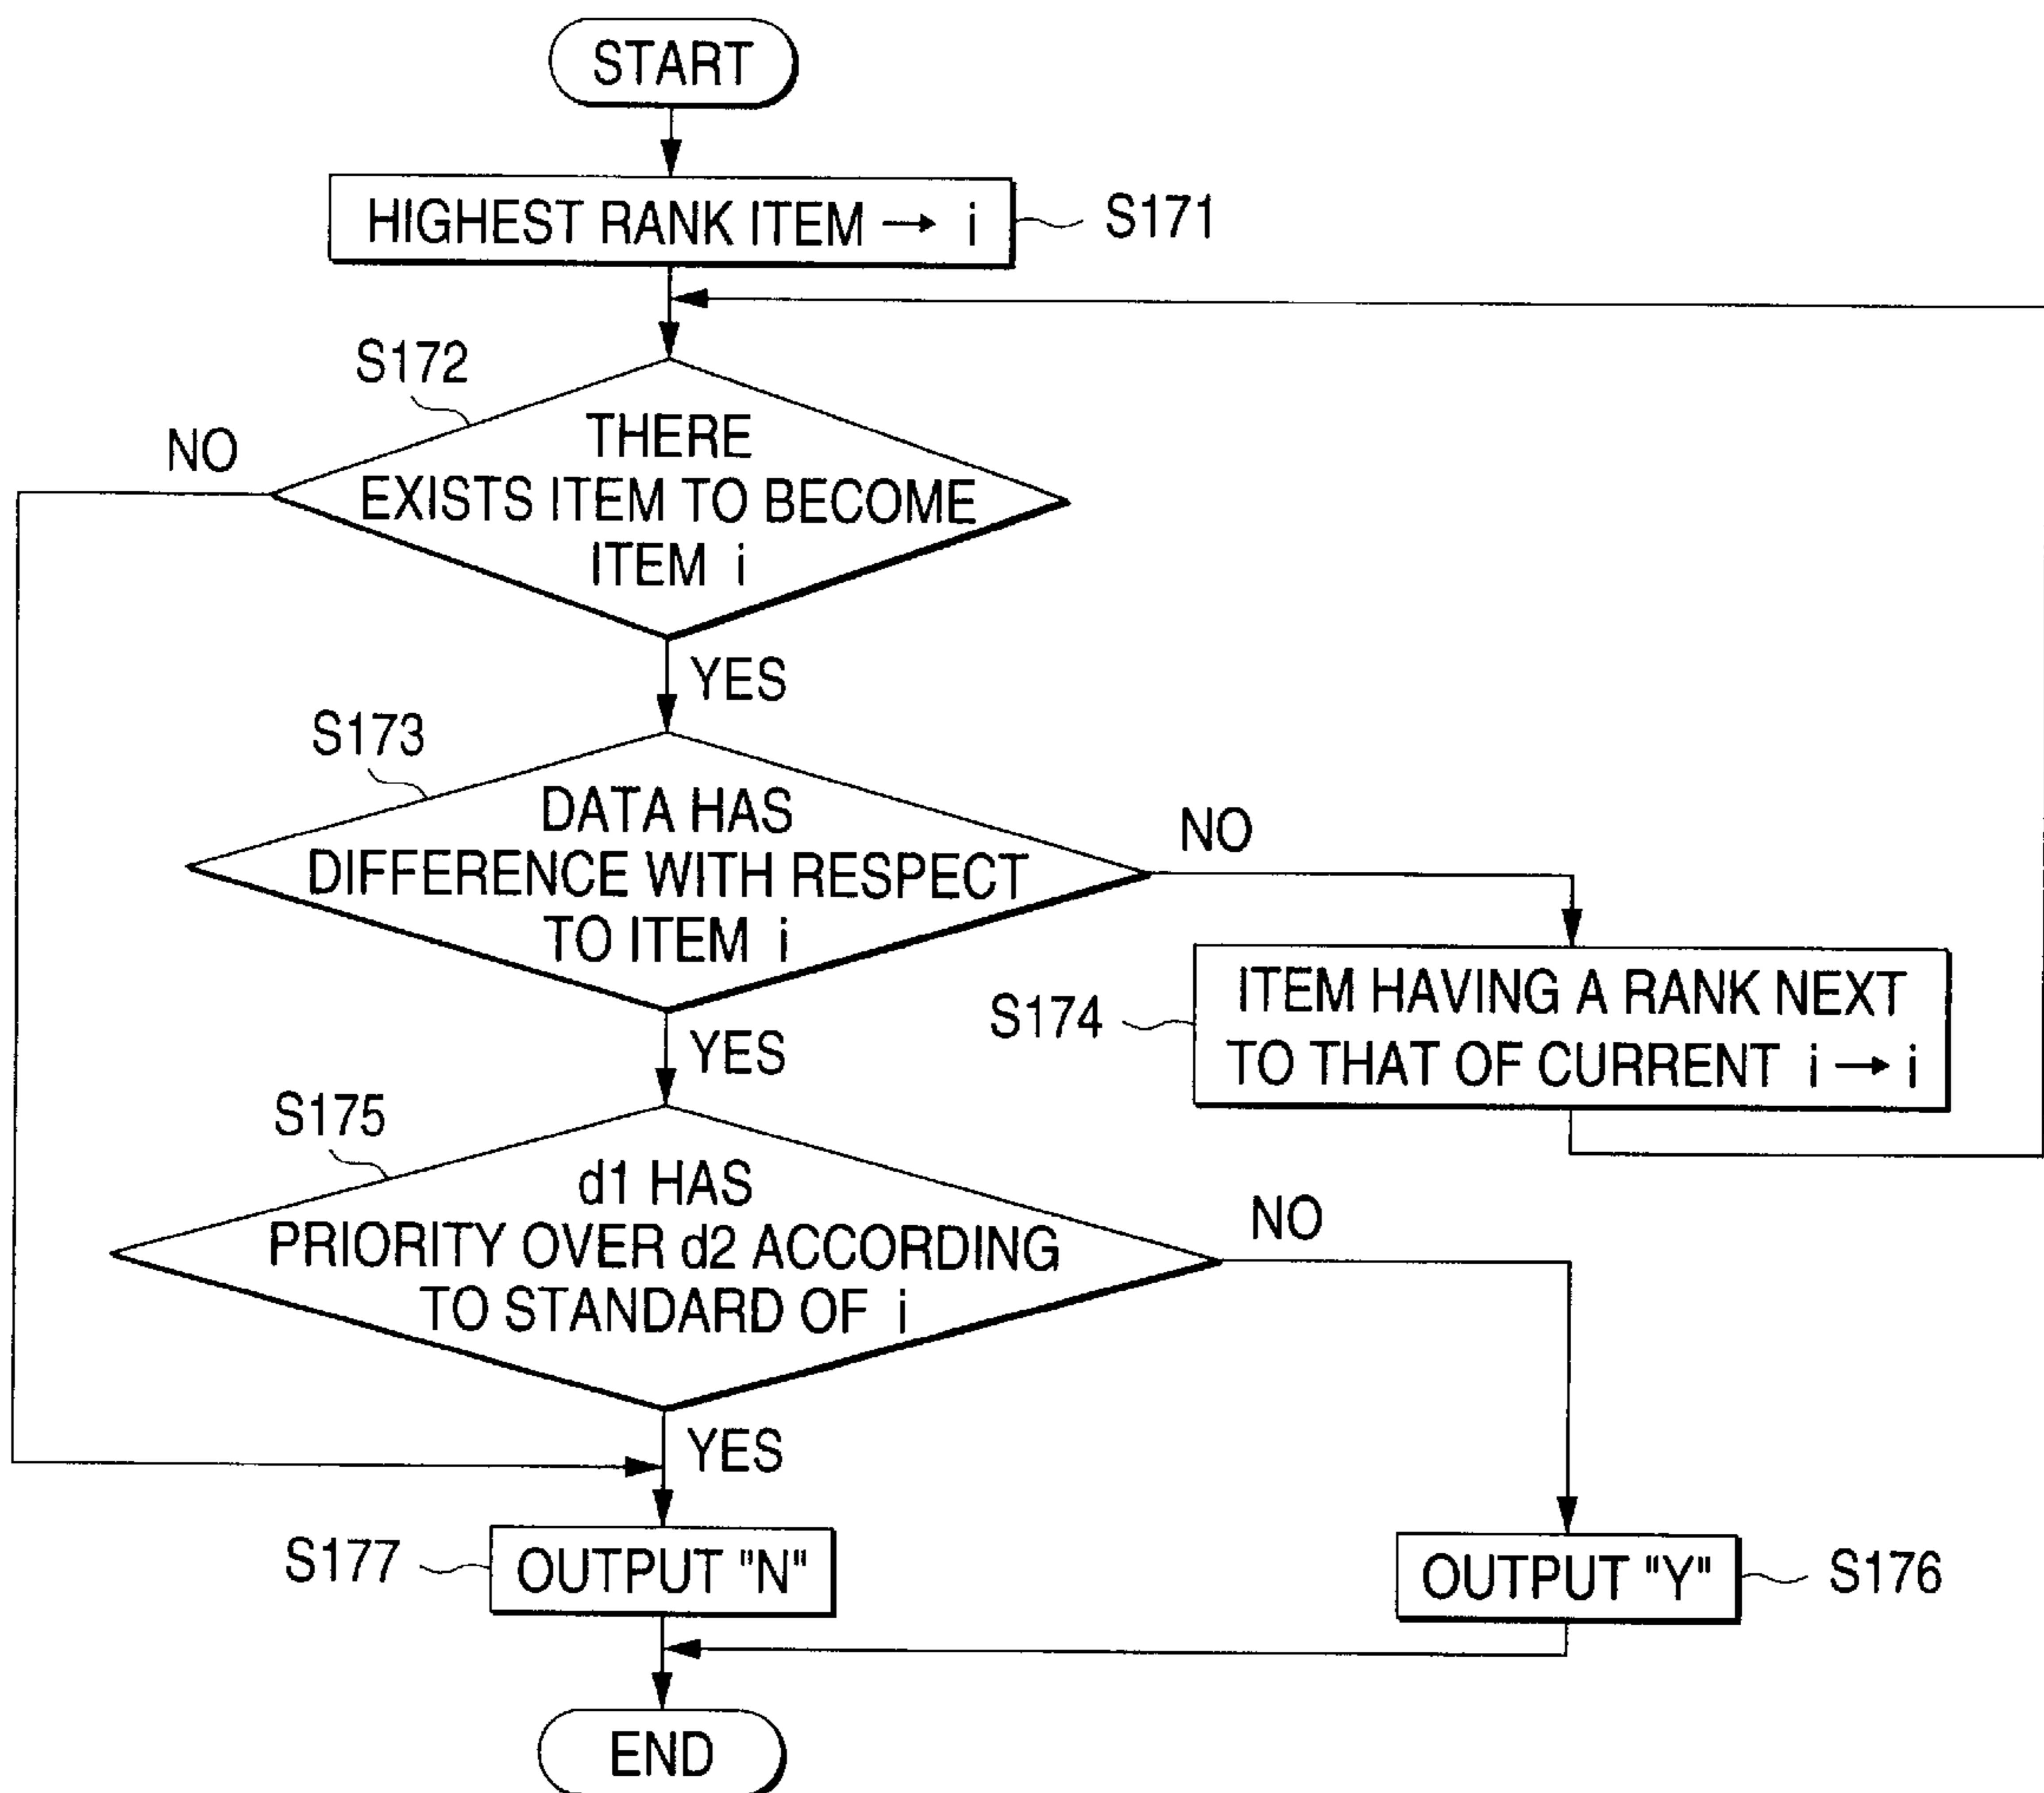 START
HIGHEST RANK ITEM → i
S171
S172
NO
THERE
EXISTS ITEM TO BECOME
ITEM i
YES
S173
DATA HAS
DIFFERENCE WITH RESPECT
TO ITEM i
NO
S174
ITEM HAVING A RANK NEXT
TO THAT OF CURRENT i → i
YES
S175
d1 HAS
PRIORITY OVER d2 ACCORDING
TO STANDARD OF i
NO
YES
S177
OUTPUT "N"
OUTPUT "Y"
S176
END